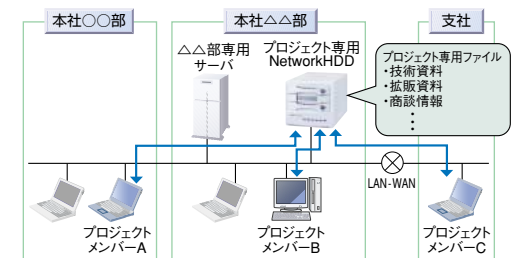 本社○○部
本社△△部
支社
△△部専用
サーバ
プロジェクト専用
NetworkHDD
プロジェクト専用ファイル
・技術資料
・拡販資料
・商談情報
⋮
LAN-WAN
プロジェクト
メンバーA
プロジェクト
メンバーB
プロジェクト
メンバーC